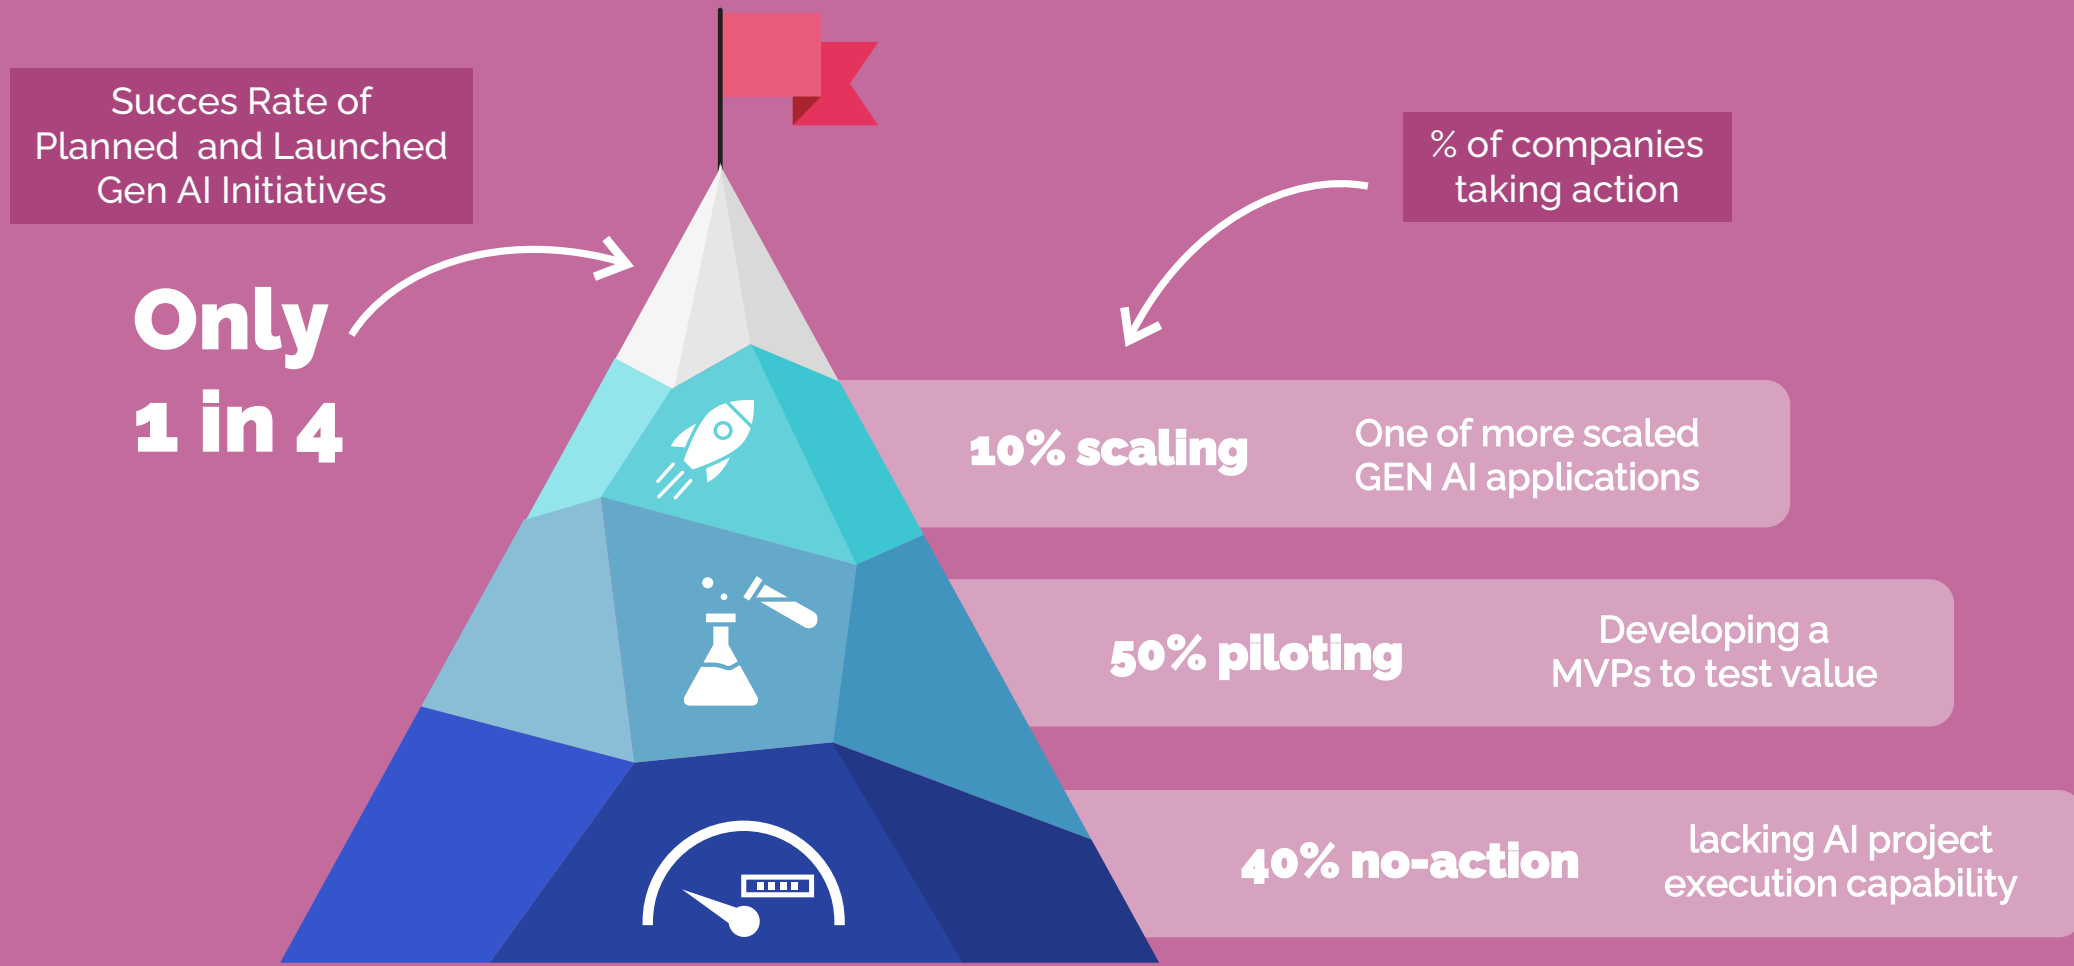 Succes Rate of
Planned and Launched
Gen AI Initiatives
Only
1 in 4
% of companies
taking action
10% scaling
One of more scaled
GEN AI applications
50% piloting
Developing a
MVPs to test value
40% no-action
lacking AI project
execution capability